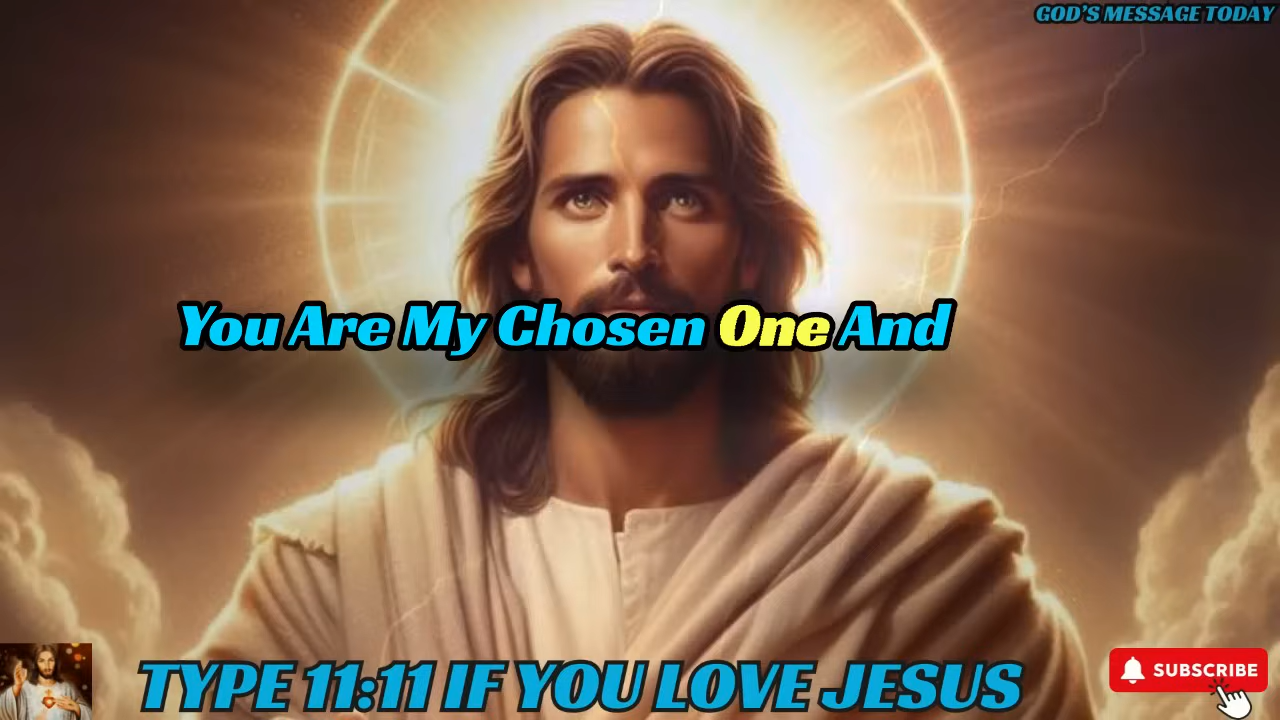 GOD'S MESSAGE TODAY
You Are My Chosen One And
TYPE 11:11 IF YOU LOVE JESUS
SUBSCRIBE